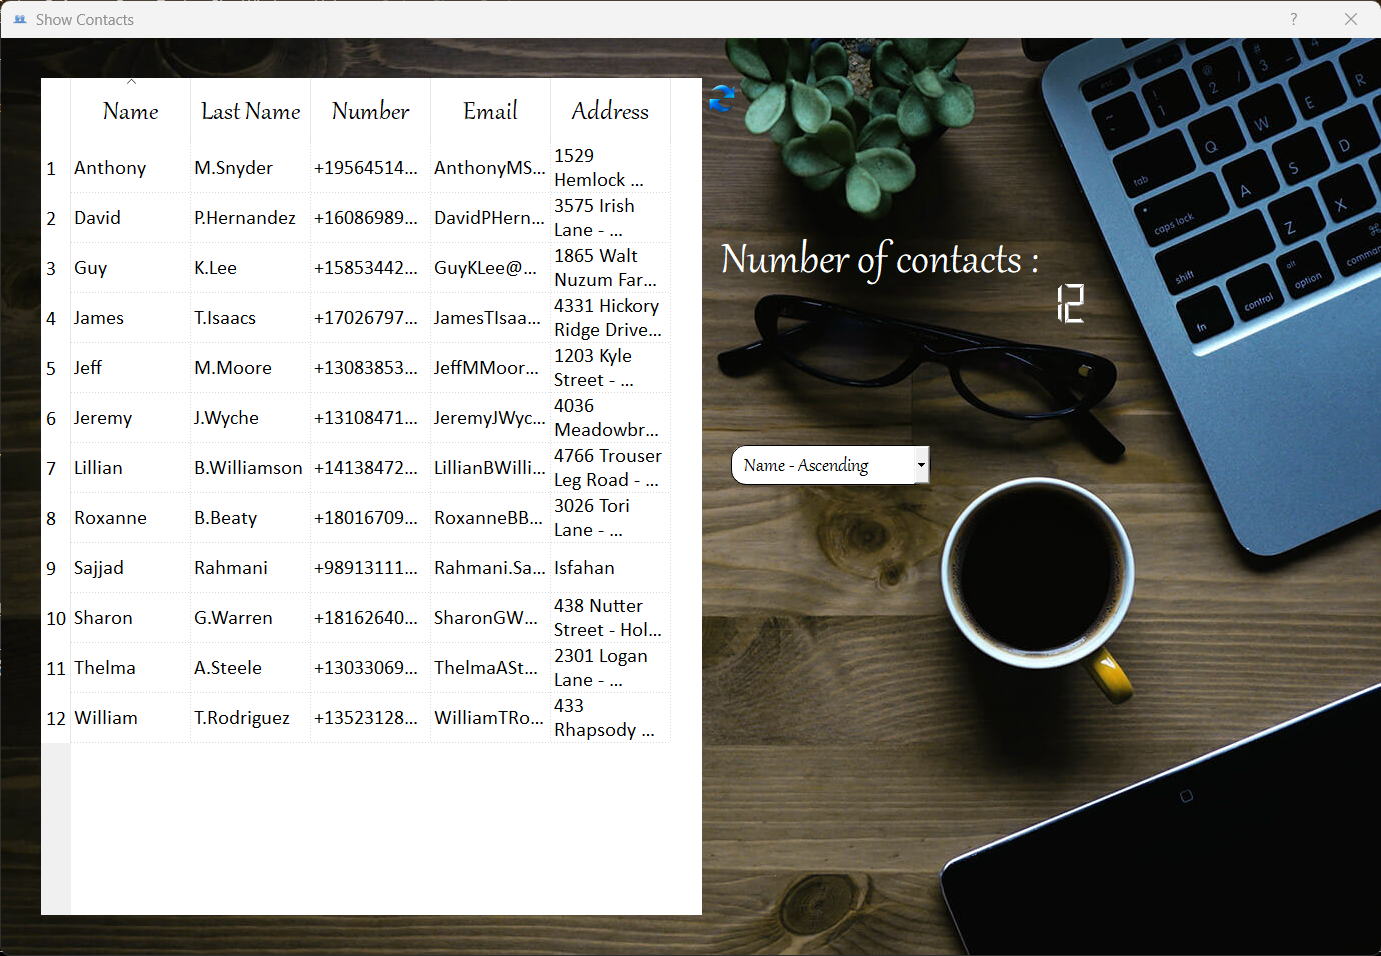 Show Contacts
?
Name Last Name Number Email Address
1 Anthony M.Snyder +19564514... AnthonyMS... 1529
Hemlock ...
2 David P.Hernandez +16086989... DavidPHern... 3575 Irish
Lane - ...
3 Guy K.Lee +15853442... GuyKLee@... 1865 Walt
Nuzum Far...
4 James T.Isaacs +17026797... JamesTIsaa... 4331 Hickory
Ridge Drive...
5 Jeff M.Moore +13083853... JeffMMoor... 1203 Kyle
Street - ...
6 Jeremy J.Wyche +13108471... JeremyJWyc... 4036
Meadowbr...
7 Lillian B.Williamson +14138472... LillianBWilli... 4766 Trouser
Leg Road - ...
8 Roxanne B.Beaty +18016709... RoxanneBB... 3026 Tori
Lane - ...
9 Sajjad Rahmani +98913111... Rahmani.Sa... Isfahan
10 Sharon G.Warren +18162640... SharonGW... 438 Nutter
Street - Hol...
11 Thelma A.Steele +13033069... ThelmaASt... 2301 Logan
Lane - ...
12 William T.Rodriguez +13523128... WilliamTRo... 433
Rhapsody ...
Number of contacts :
12
Name - Ascending
esc
~ ! 1 @ 2 # 3 4
tab Q W E R
caps lock A S D
shift Z X
fn control alt option ⌘ comman